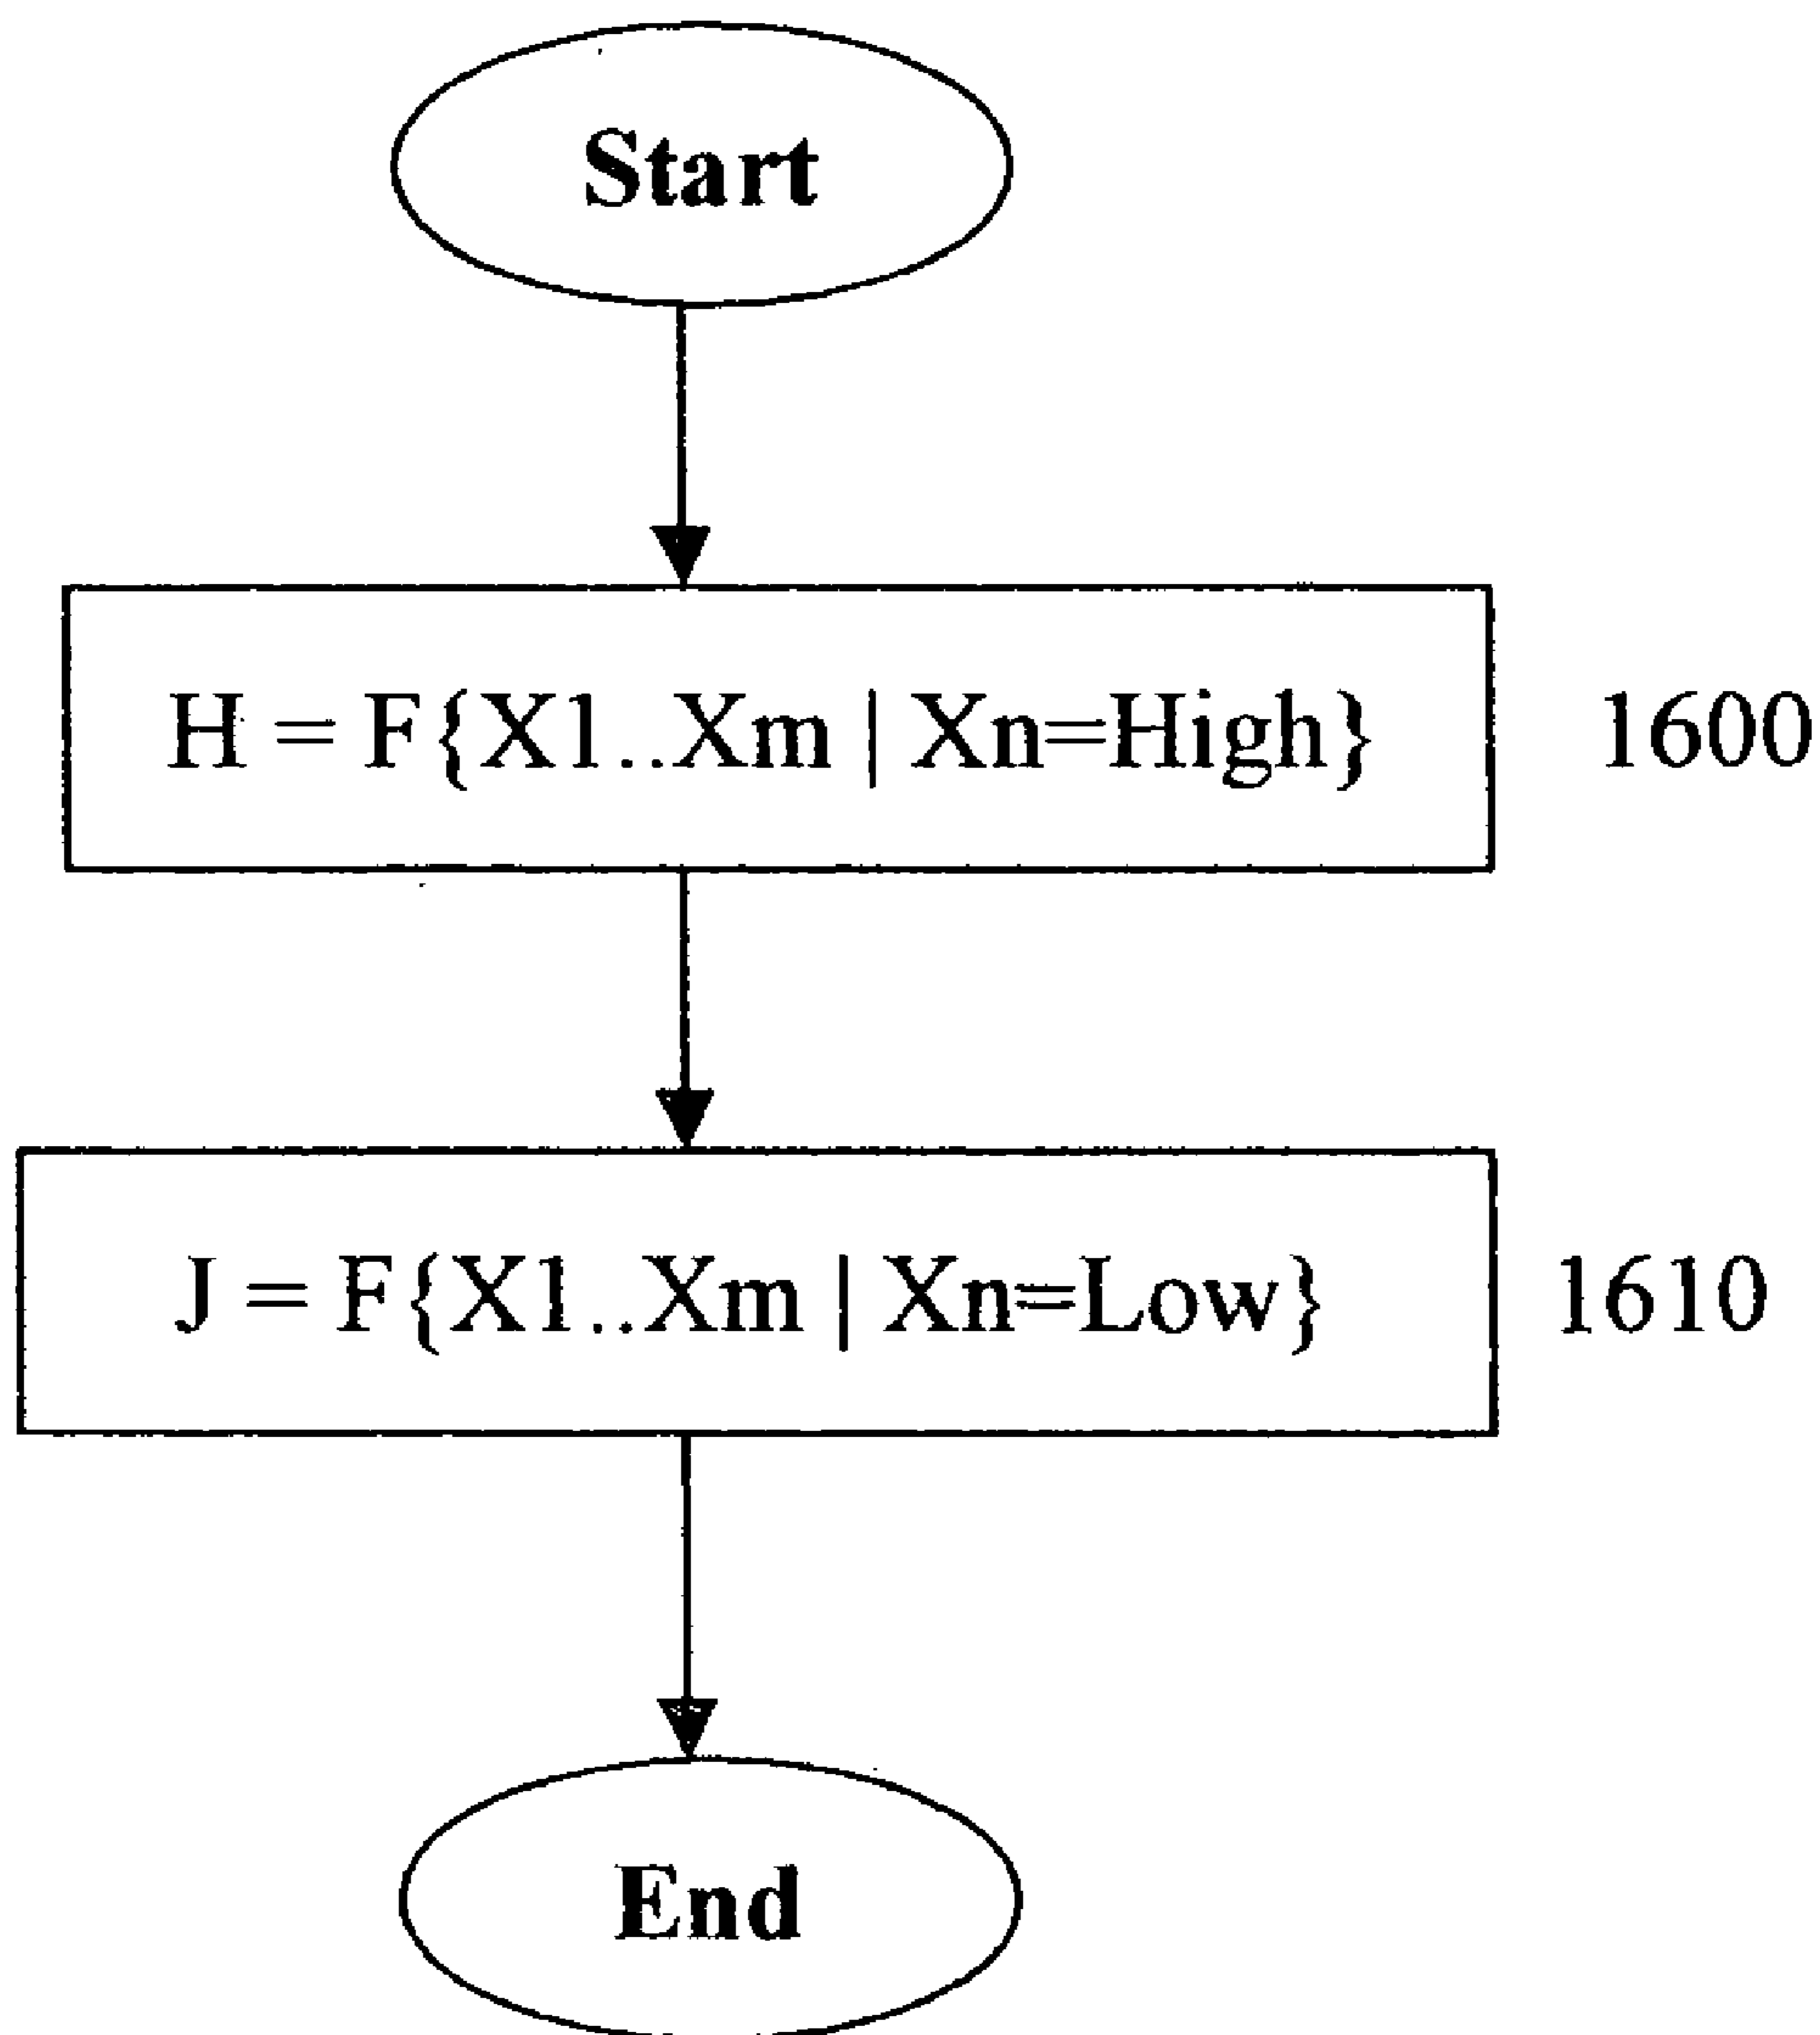 Start
H = F{X1..Xm | Xn=High} 1600
J = F{X1..Xm | Xn=Low} 1610
End